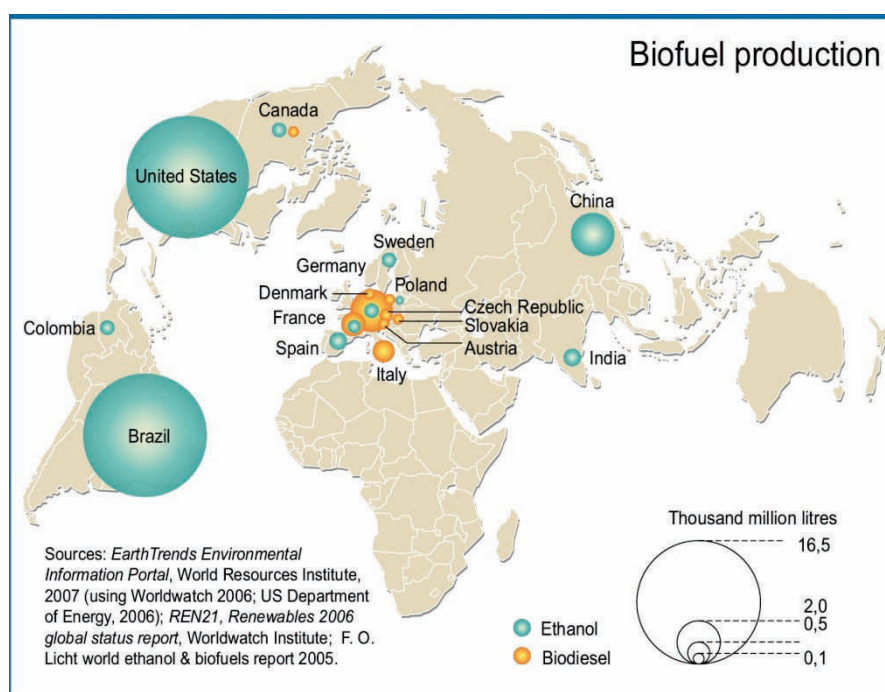 Biofuel production
Canada
United States
China
Sweden
Germany
Poland
Denmark
Czech Republic
France
Slovakia
Colombia
Spain
Austria
India
Italy
Brazil
Thousand million litres
16,5
2,0
0,5
0,1
Sources: EarthTrends Environmental
Information Portal, World Resources Institute,
2007 (using Worldwatch 2006; US Department
of Energy, 2006); REN21, Renewables 2006
global status report, Worldwatch Institute; F. O.
Licht world ethanol & biofuels report 2005.
Ethanol
Biodiesel